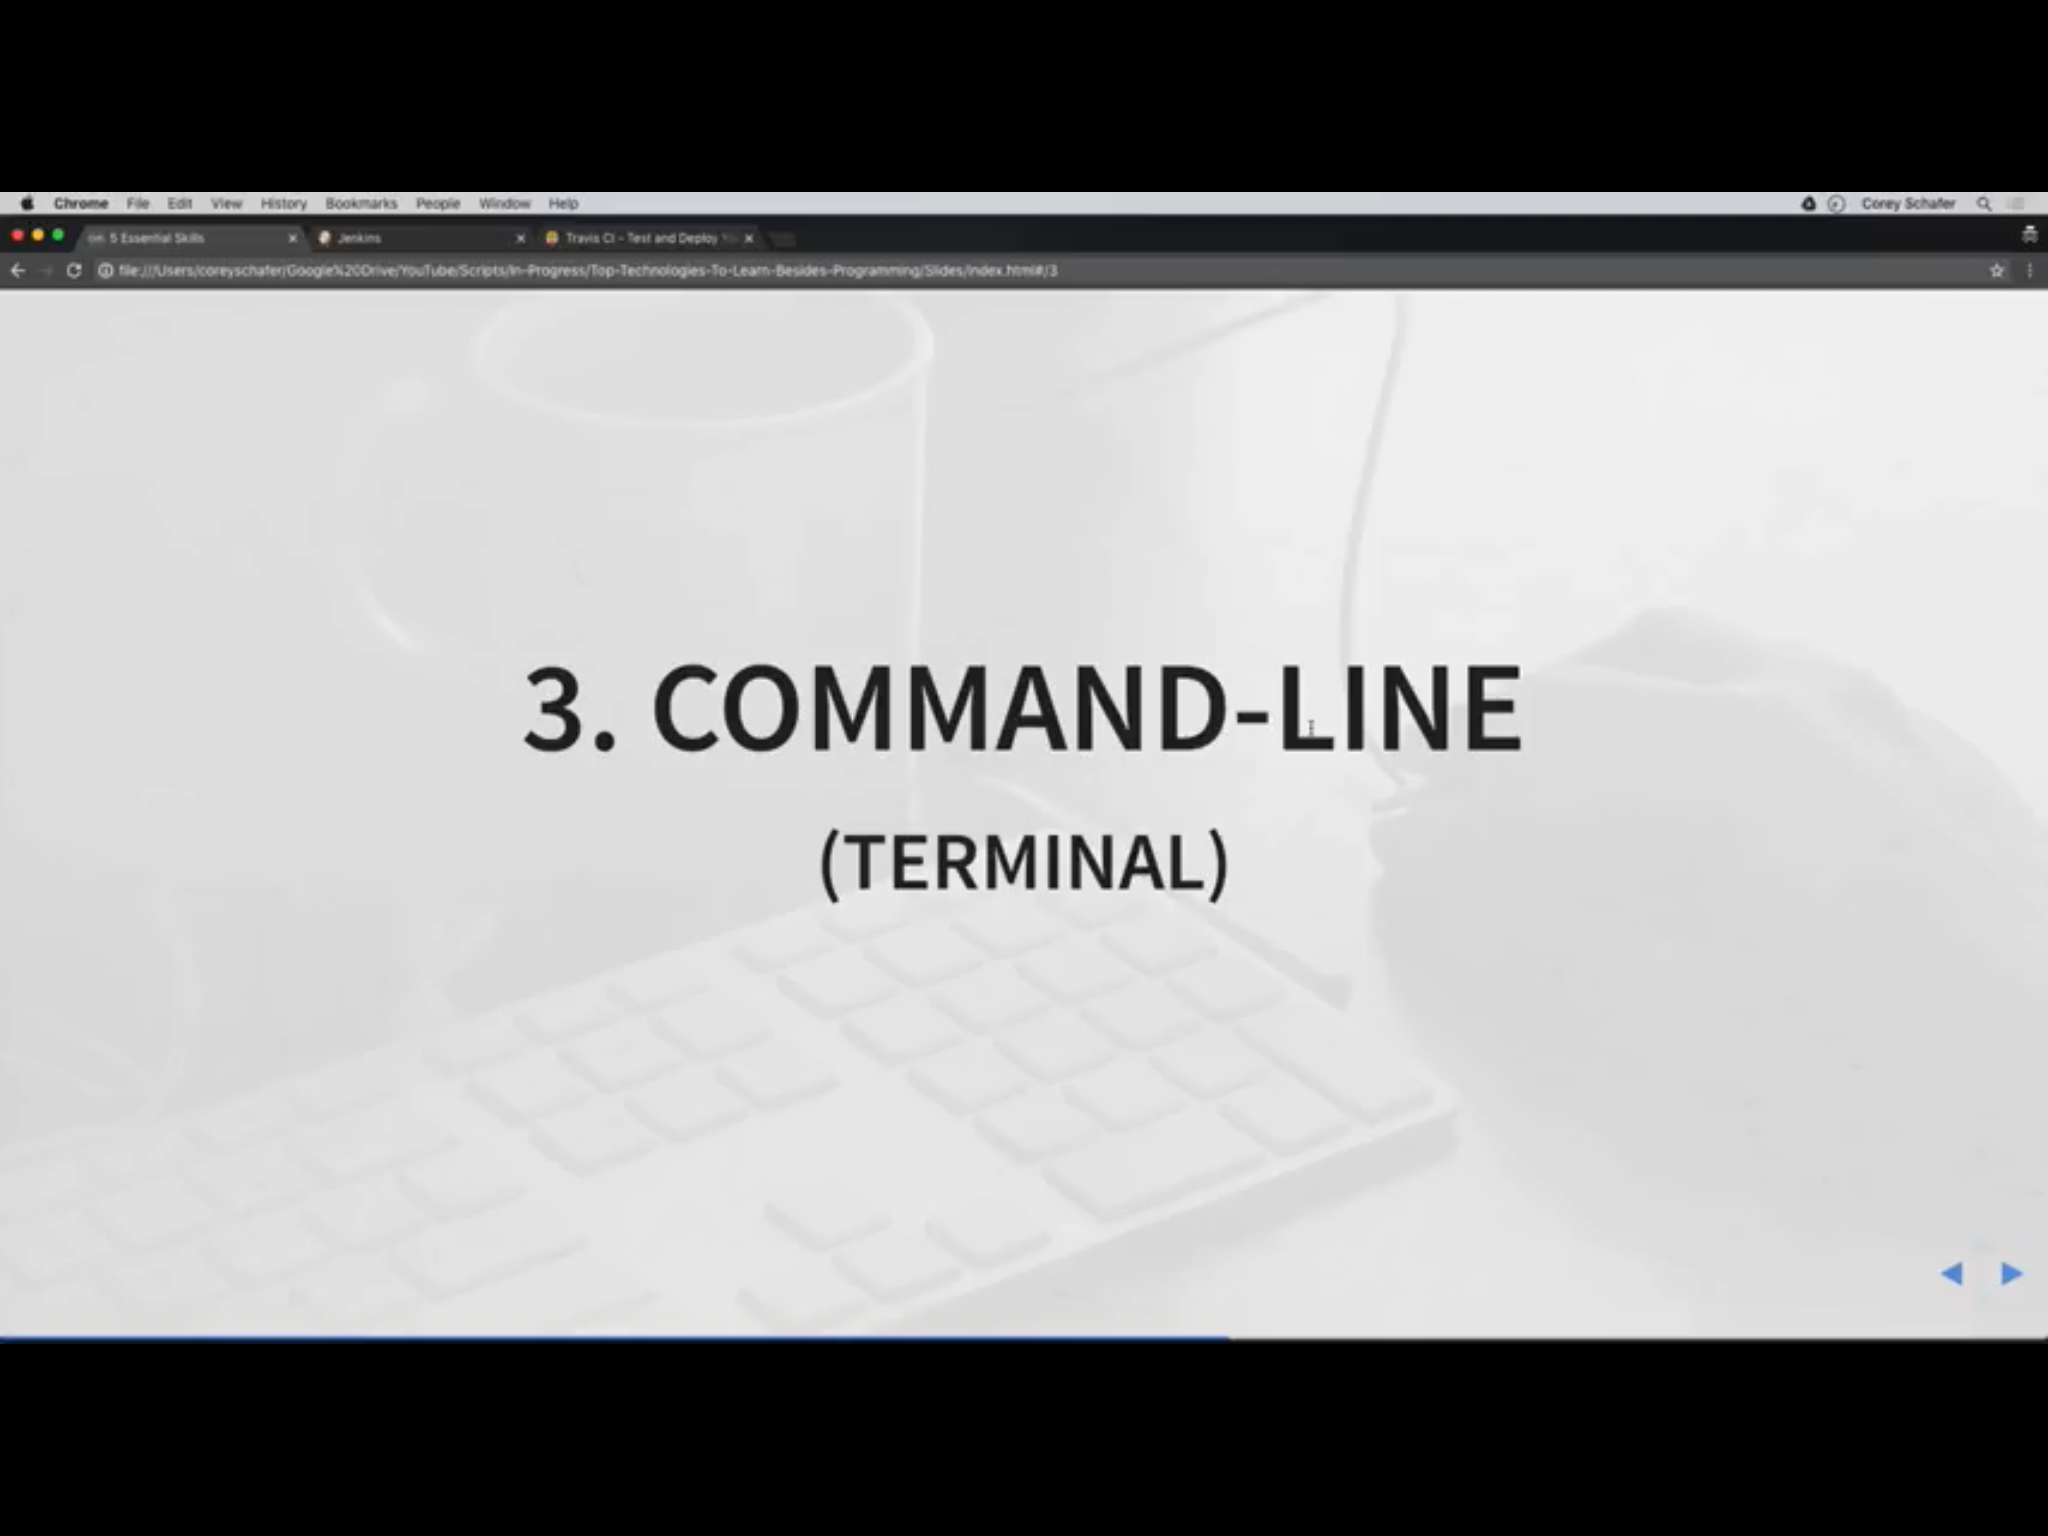 Chrome File Edit View History Bookmarks People Window Help Corey Schafer
5 Essential Skills Jenkins Travis CI - Test and Deploy
file:///Users/coreyschafer/Google%20Drive/YouTube/Scripts/In-Progress/Top-Technologies-To-Learn-Besides-Programming/Slides/index.html#/3
3. COMMAND-LINE
(TERMINAL)